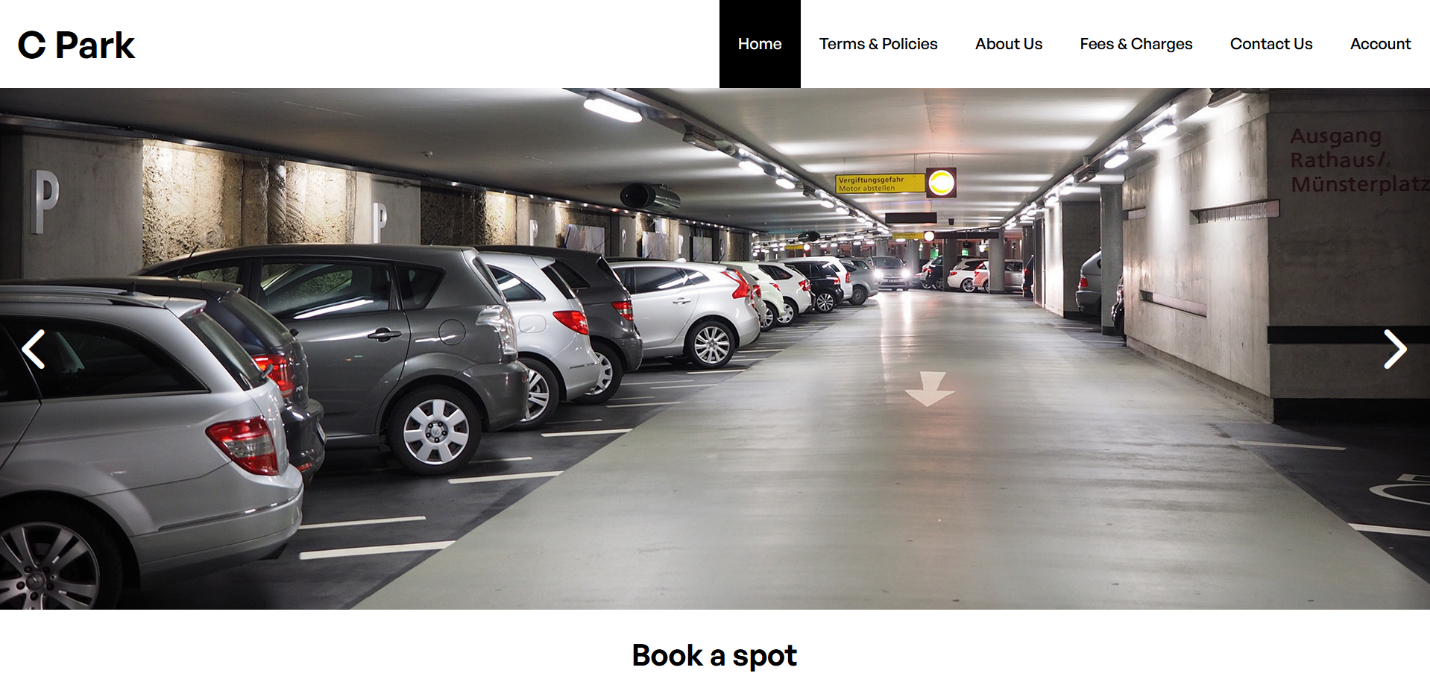 C Park
Home
Terms & Policies
About Us
Fees & Charges
Contact Us
Account
P
P
P
P
Vergiftungsgefahr
Motor abstellen
Ausgang
Rathaus/.
Münsterplatz
Book a spot